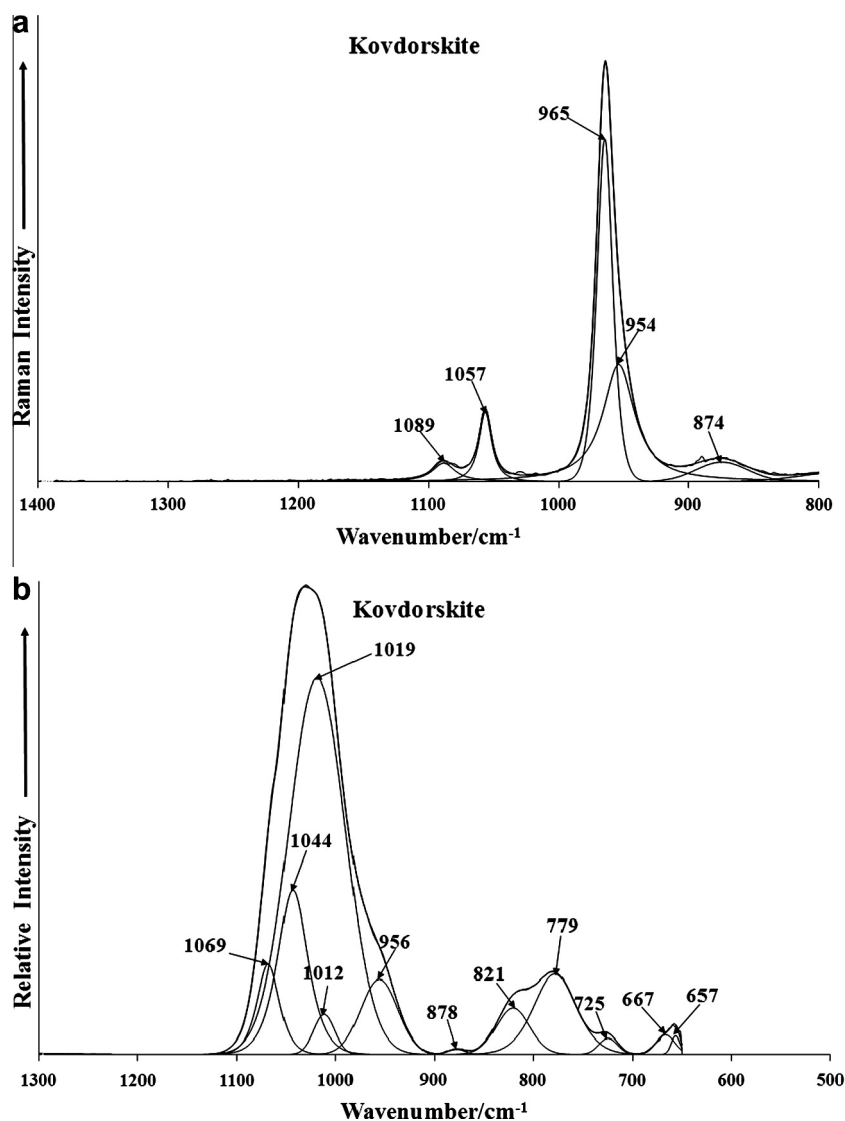 a
Kovdorskite
965
954
1057
1089
874
Raman Intensity
1400 1300 1200 1100 1000 900 800
Wavenumber/cm-1
b
Kovdorskite
1019
1044
1069
1012
956
878
821
779
725
667
657
Relative Intensity
1300 1200 1100 1000 900 800 700 600 500
Wavenumber/cm-1